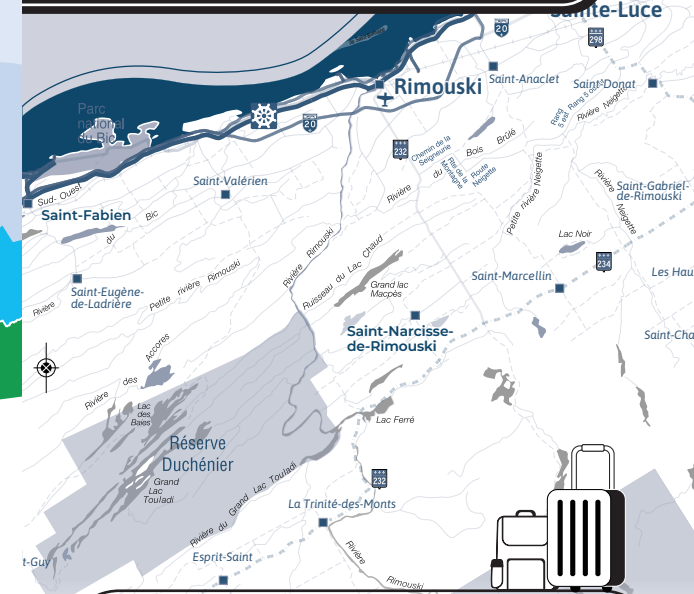 Sainte-Luce
20
298
Sainte-Anaclet
Saint-Donat
Rimouski
Rang 5 est
Rang 5 ou
Rivière Neigette
Parc
national
du Bic
20
232
Chemin de la
Seigneurie
Rte de la
Montagne
Route
Neigette
Rivière du Bois Brûlé
Petite rivière Neigette
Rivière Neigette
Saint-Gabriel-
de-Rimouski
Saint-Valérien
Sud-Ouest
Saint-Fabien
du Bic
Rivière
Saint-Eugène-
de-Ladrière
Petite rivière Rimouski
Rivière Rimouski
Ruisseau du Lac Chaud
Grand lac
Macpès
Lac Noir
234
Saint-Marcellin
Les Hau
Saint-Narcisse-
de-Rimouski
Saint-Cha
Rivière des Accores
Lac
des
Baies
Lac Ferré
Réserve
Duchénier
Grand
Lac
Touladi
Rivière du Grand Lac Touladi
232
La Trinité-des-Monts
t-Guy
Esprit-Saint
Rivière Rimouski